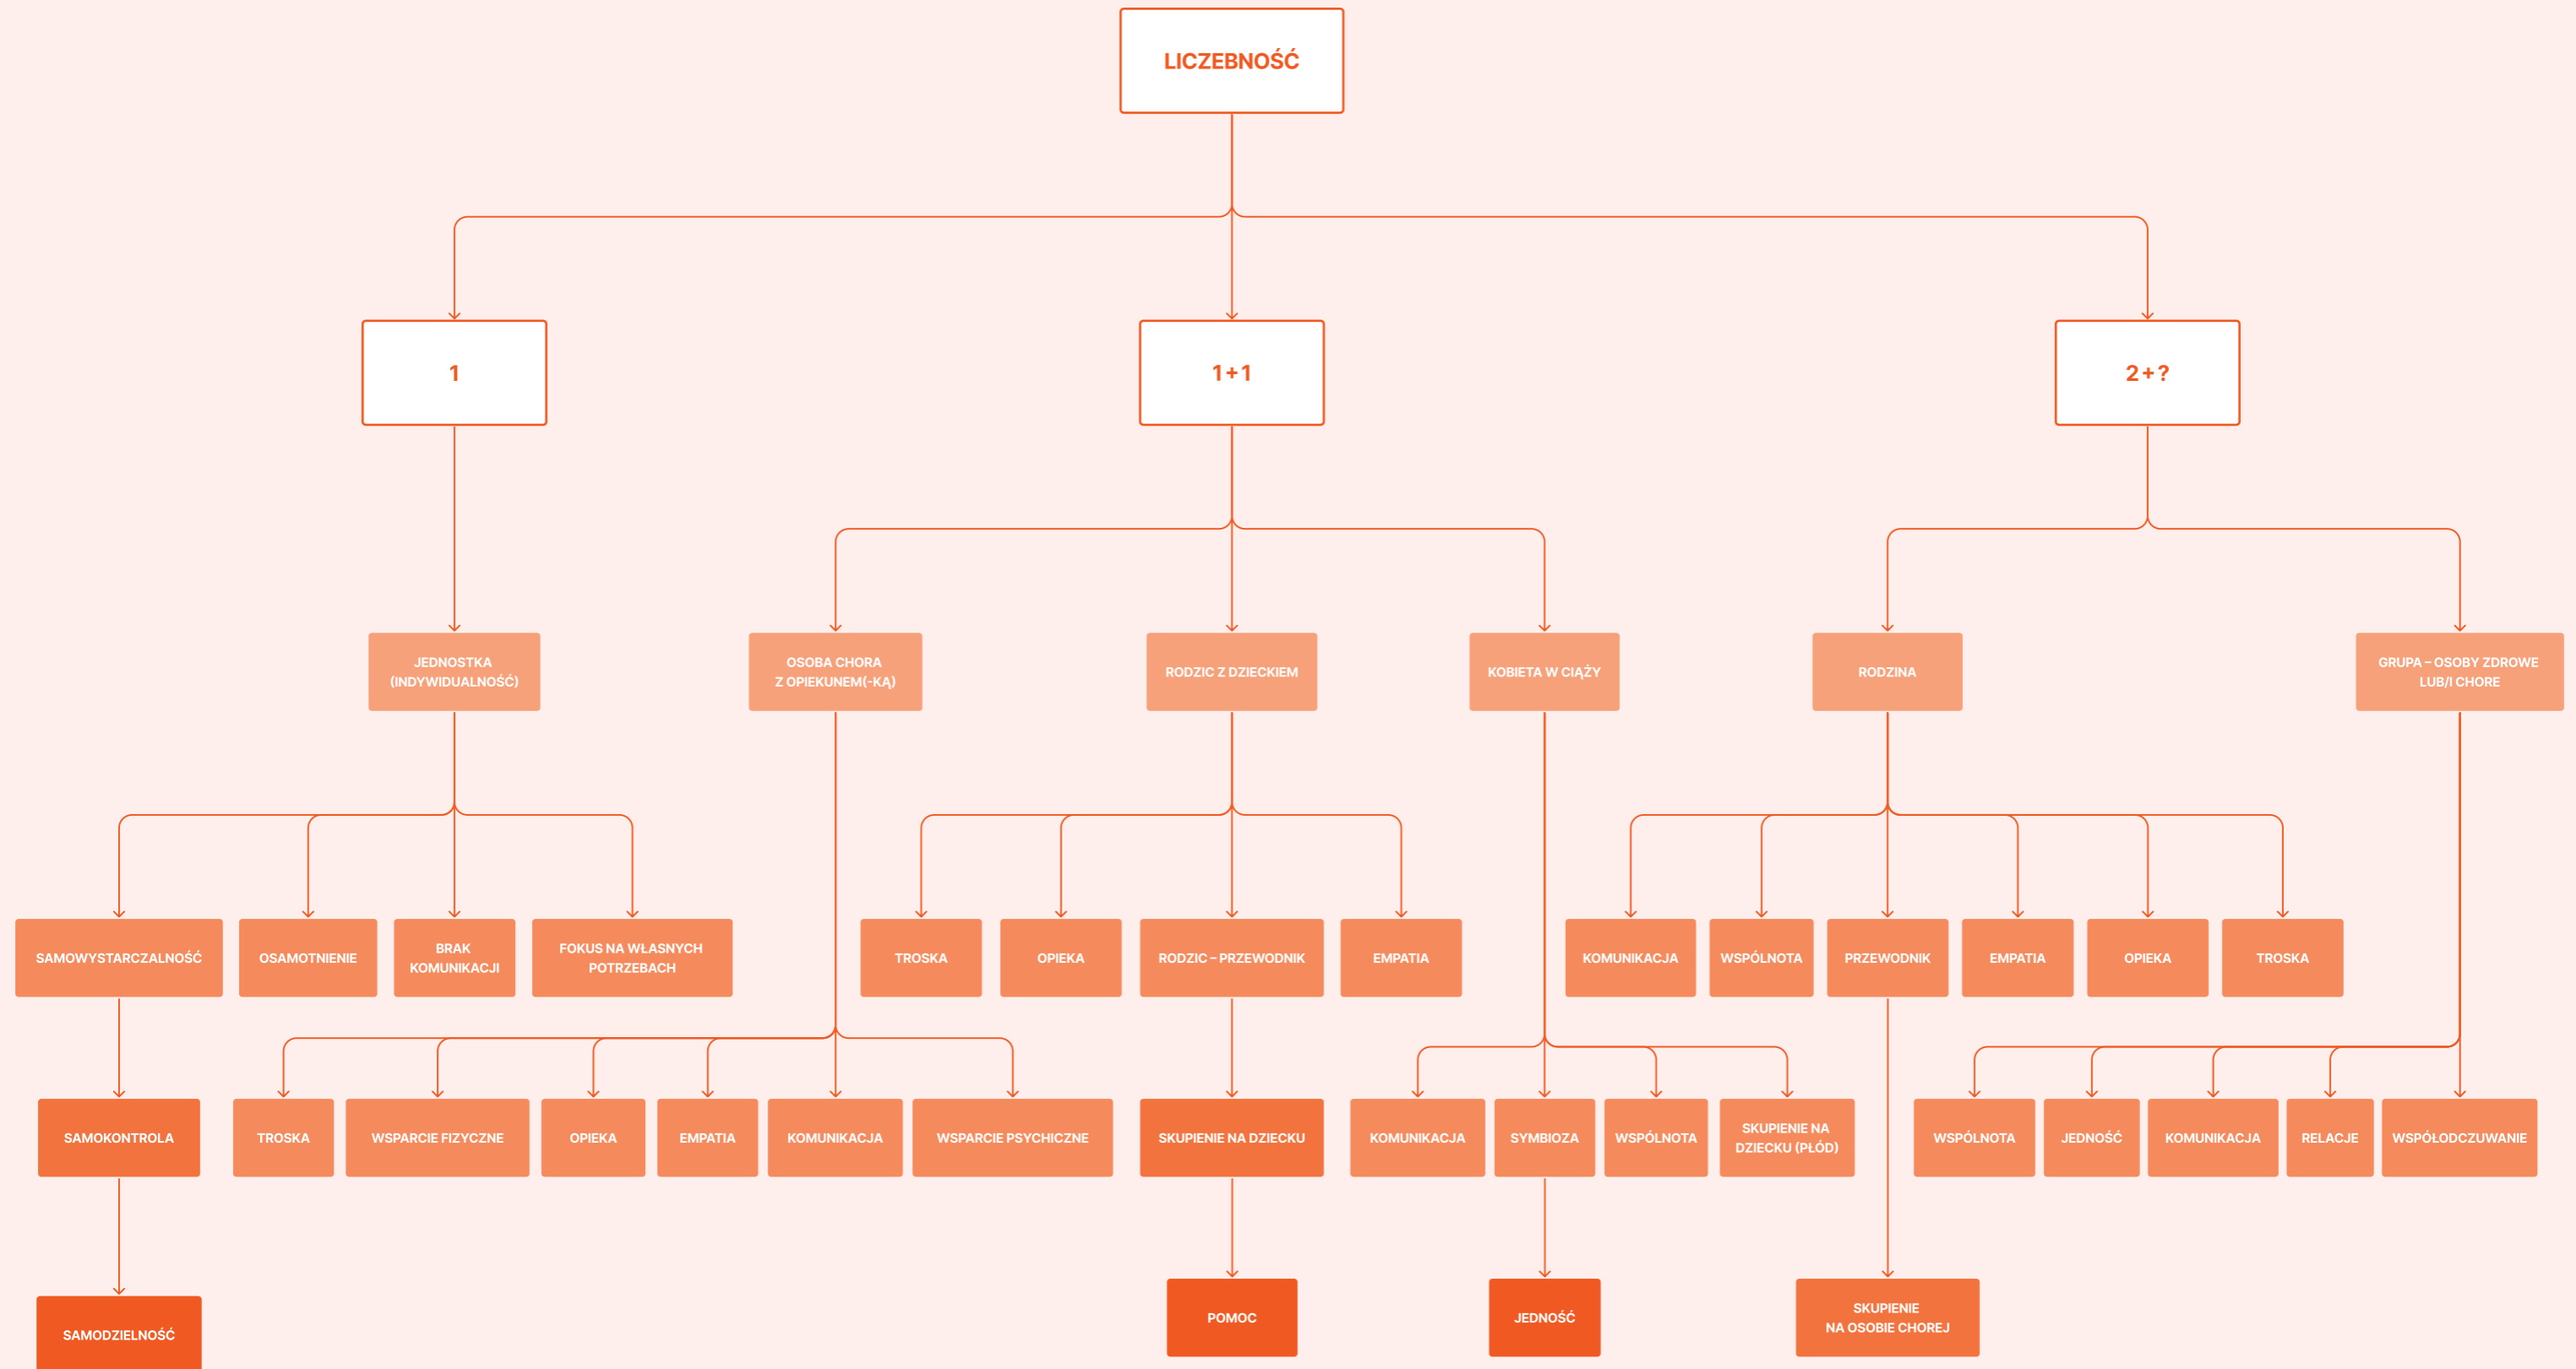 LICZEBNOŚĆ
1
1+1
2+?
JEDNOSTKA
(INDYWIDUALNOŚĆ)
OSOBA CHORA
Z OPIEKUNEM(-KĄ)
RODZIC Z DZIECKIEM
KOBIETA W CIĄŻY
RODZINA
GRUPA – OSOBY ZDROWE
LUB/I CHORE
SAMOWYSTARCZALNOŚĆ
OSAMOTNIENIE
BRAK
KOMUNIKACJI
FOKUS NA WŁASNYCH
POTRZEBACH
TROSKA
OPIEKA
RODZIC – PRZEWODNIK
EMPATIA
KOMUNIKACJA
WSPÓLNOTA
PRZEWODNIK
EMPATIA
OPIEKA
TROSKA
SAMOKONTROLA
TROSKA
WSPARCIE FIZYCZNE
OPIEKA
EMPATIA
KOMUNIKACJA
WSPARCIE PSYCHICZNE
SKUPIENIE NA DZIECKU
KOMUNIKACJA
SYMBIOZA
WSPÓLNOTA
SKUPIENIE NA
DZIECKU (PŁÓD)
WSPÓLNOTA
JEDNOŚĆ
KOMUNIKACJA
RELACJE
WSPÓŁODCZUWANIE
SAMODZIELNOŚĆ
POMOC
JEDNOŚĆ
SKUPIENIE
NA OSOBIE CHOREJ